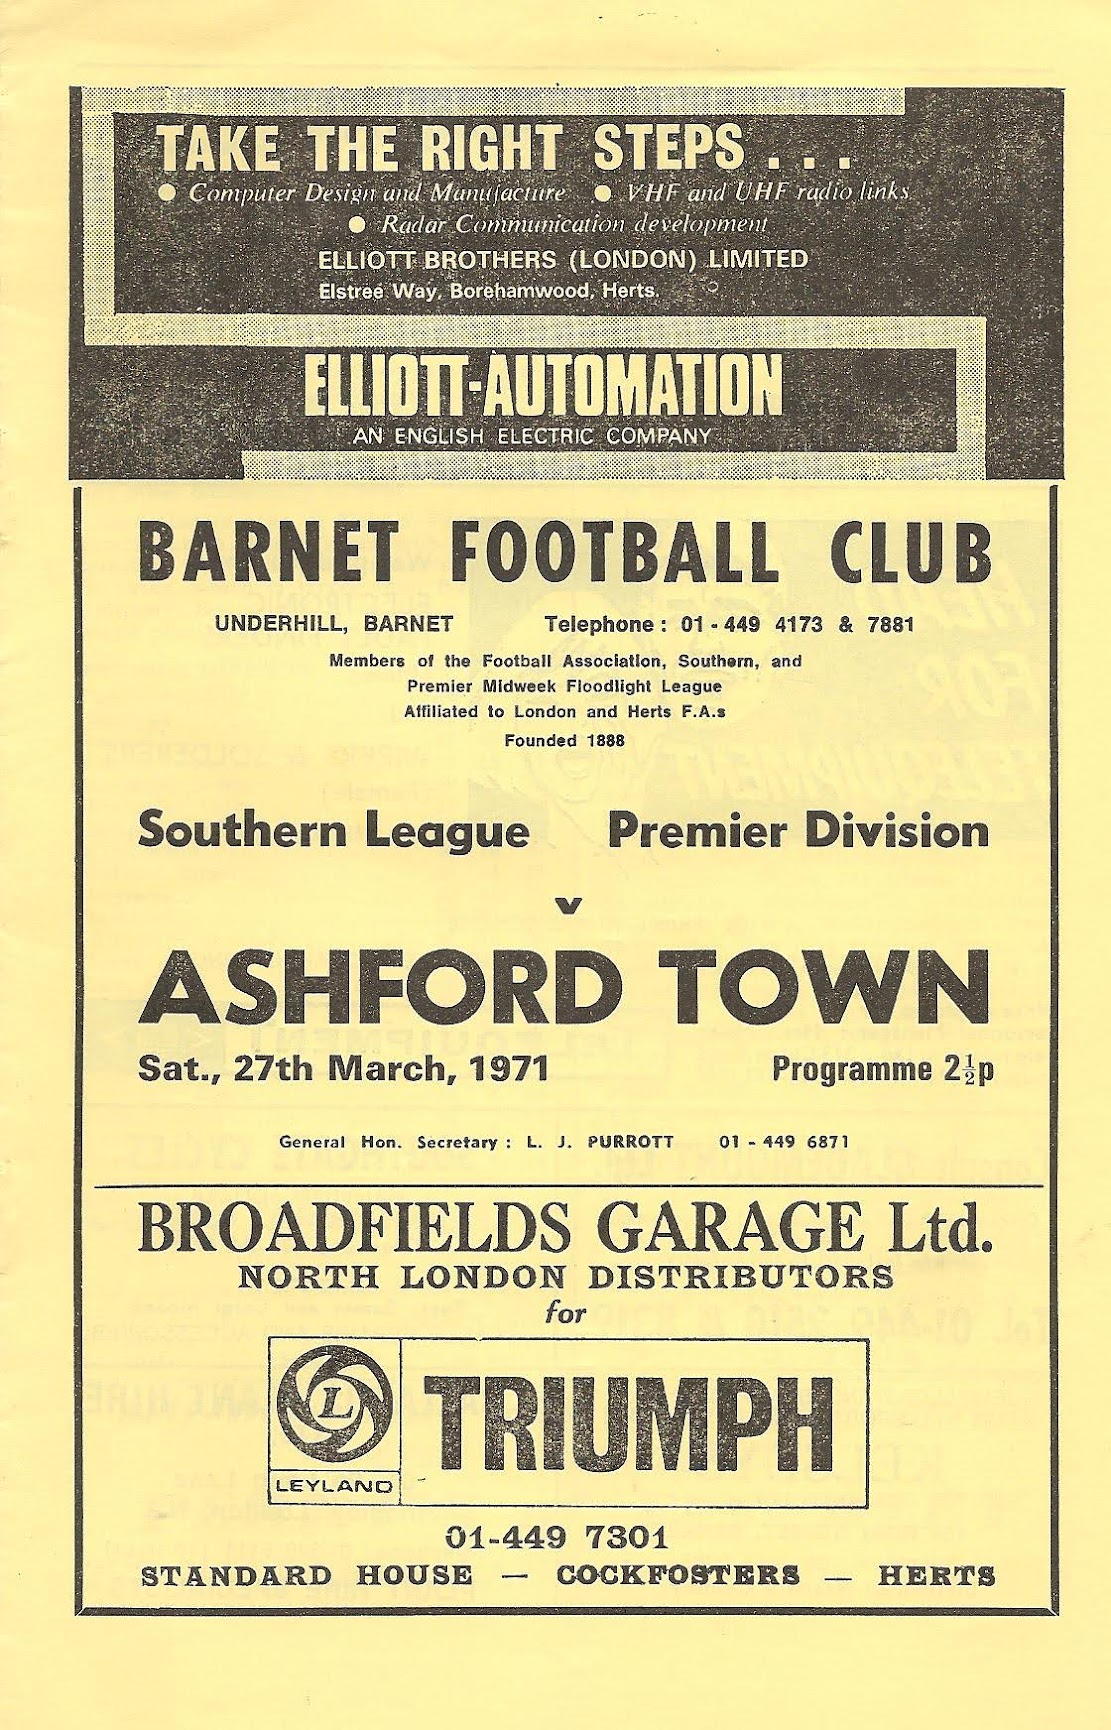 TAKE THE RIGHT STEPS . . .
● Computer Design and Manufacture ● VHF and UHF radio links
● Radar Communication development
ELLIOTT BROTHERS (LONDON) LIMITED
Elstree Way, Borehamwood, Herts.
ELLIOTT-AUTOMATION
AN ENGLISH ELECTRIC COMPANY
BARNET FOOTBALL CLUB
UNDERHILL, BARNET Telephone : 01 - 449 4173 & 7881
Members of the Football Association, Southern, and
Premier Midweek Floodlight League
Affiliated to London and Herts F.A.s
Founded 1888
Southern League Premier Division
v
ASHFORD TOWN
Sat., 27th March, 1971 Programme 2½p
General Hon. Secretary : L. J. PURROTT 01 - 449 6871
BROADFIELDS GARAGE Ltd.
NORTH LONDON DISTRIBUTORS
for
L
LEYLAND
TRIUMPH
01-449 7301
STANDARD HOUSE — COCKFOSTERS — HERTS